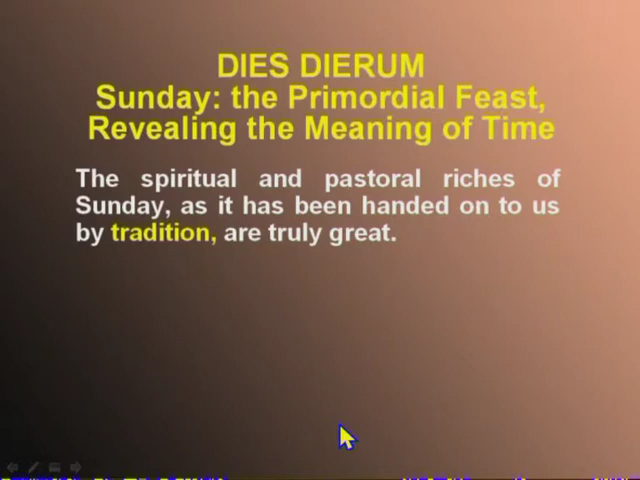 DIES DIERUM
Sunday: the Primordial Feast,
Revealing the Meaning of Time
The spiritual and pastoral riches of
Sunday, as it has been handed on to us
by tradition, are truly great.